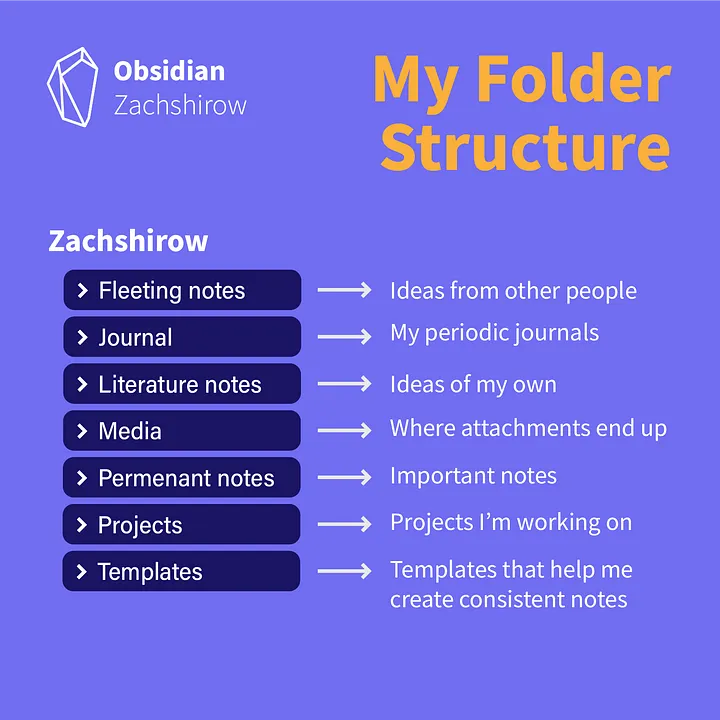 Obsidian
Zachshirow
My Folder
Structure
Zachshirow
Fleeting notes
Ideas from other people
Journal
My periodic journals
Literature notes
Ideas of my own
Media
Where attachments end up
Permenant notes
Important notes
Projects
Projects I’m working on
Templates
Templates that help me
create consistent notes